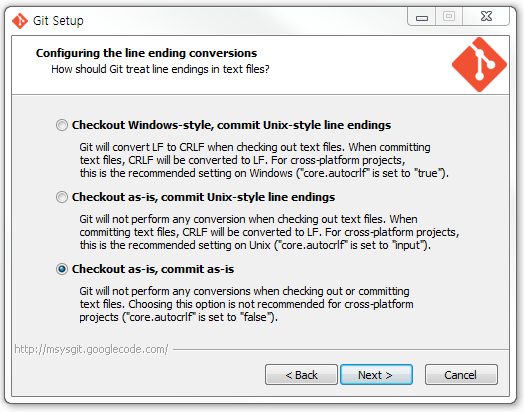 Git Setup
Configuring the line ending conversions
How should Git treat line endings in text files?
Checkout Windows-style, commit Unix-style line endings
Git will convert LF to CRLF when checking out text files. When committing
text files, CRLF will be converted to LF. For cross-platform projects,
this is the recommended setting on Windows ("core.autocrlf" is set to "true").
Checkout as-is, commit Unix-style line endings
Git will not perform any conversion when checking out text files. When
committing text files, CRLF will be converted to LF. For cross-platform projects,
this is the recommended setting on Unix ("core.autocrlf" is set to "input").
Checkout as-is, commit as-is
Git will not perform any conversions when checking out or committing
text files. Choosing this option is not recommended for cross-platform
projects ("core.autocrlf" is set to "false").
http://msysgit.googlecode.com/
< Back
Next >
Cancel